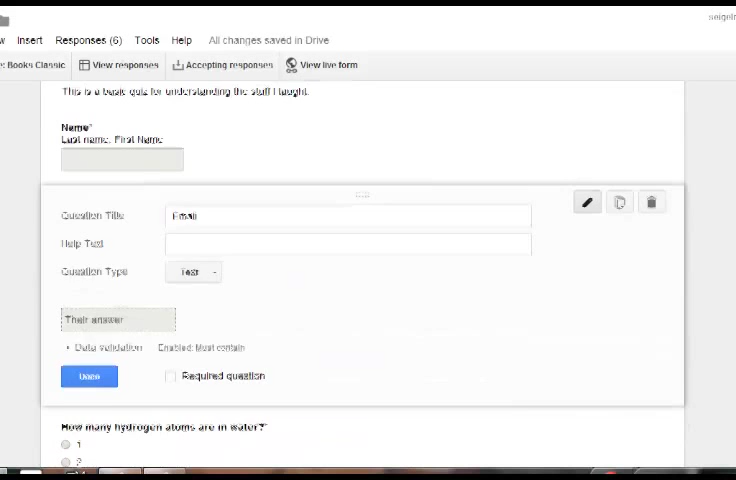 Insert Responses (6) Tools Help All changes saved in Drive
Books Classic View responses Accepting responses View live form
This is a basic quiz for understanding the stuff I taught.
Name*
Last name, First Name
Question Title Email
Help Text
Question Type Text
Their answer
Data validation Enabled: Must contain
Done Required question
How many hydrogen atoms are in water?*
1
2